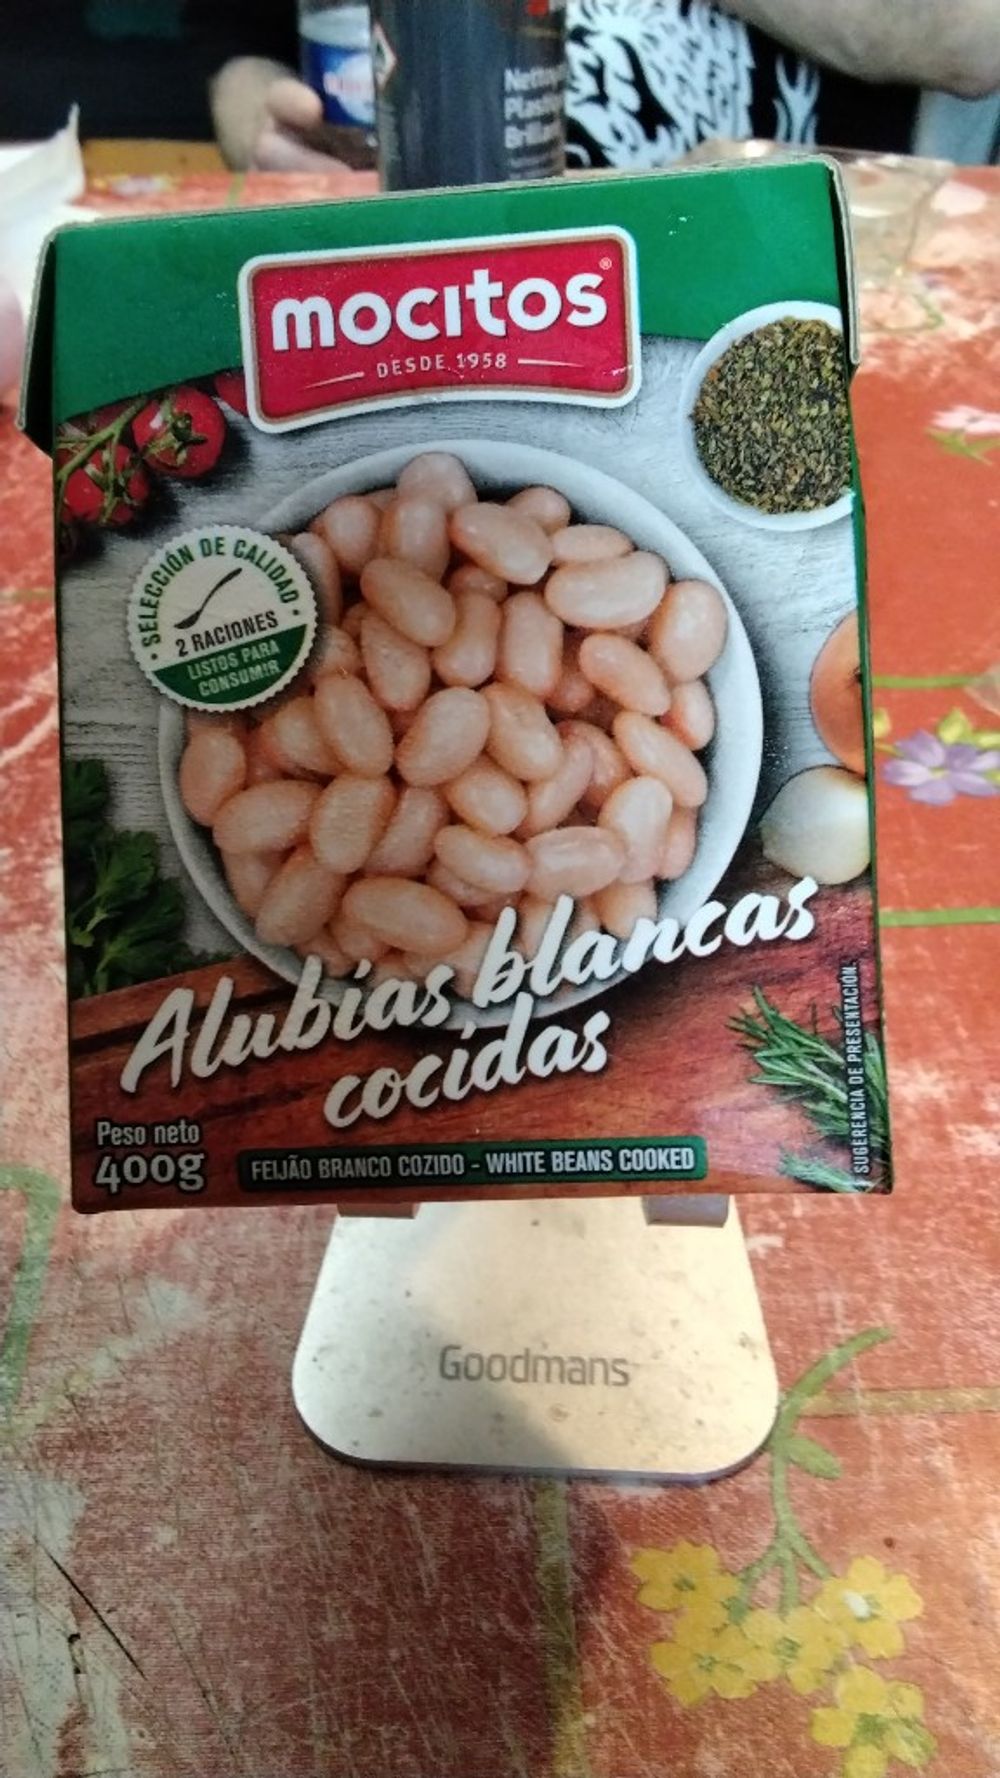 mocitos®
DESDE 1958
SELECCIÓN DE CALIDAD
2 RACIONES
LISTOS PARA
CONSUMIR
Alubias blancas
cocidas
Peso neto
400g
FEIJÃO BRANCO COZIDO - WHITE BEANS COOKED
SUGERENCIA DE PRESENTACIÓN.
Goodmans